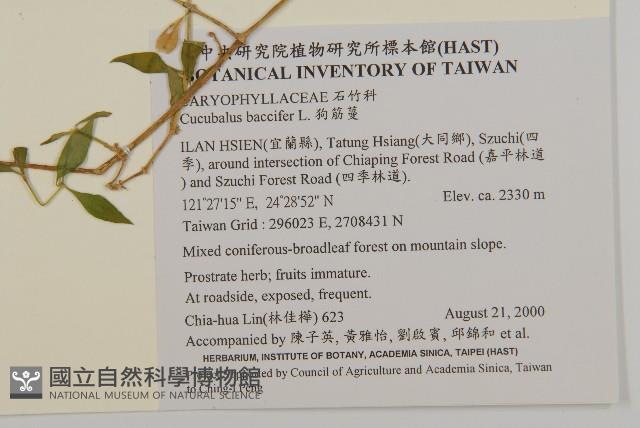 中央研究院植物研究所標本館(HAST)
BOTANICAL INVENTORY OF TAIWAN
CARYOPHYLLACEAE 石竹科
Cucubalus baccifer L. 狗筋蔓
ILAN HSIEN(宜蘭縣), Tatung Hsiang(大同鄉), Szuchi(四
季), around intersection of Chiaping Forest Road (嘉平林道
) and Szuchi Forest Road (四季林道).
121°27'15" E, 24°28'52" N Elev. ca. 2330 m
Taiwan Grid : 296023 E, 2708431 N
Mixed coniferous-broadleaf forest on mountain slope.
Prostrate herb; fruits immature.
At roadside, exposed, frequent.
Chia-hua Lin(林佳樺) 623 August 21, 2000
Accompanied by 陳子英, 黃雅怡, 劉啟賓, 邱錦和 et al.
HERBARIUM, INSTITUTE OF BOTANY, ACADEMIA SINICA, TAIPEI (HAST)
by Council of Agriculture and Academia Sinica, Taiwan
to Ching-I Peng
國立自然科學博物館
NATIONAL MUSEUM OF NATURAL SCIENCE